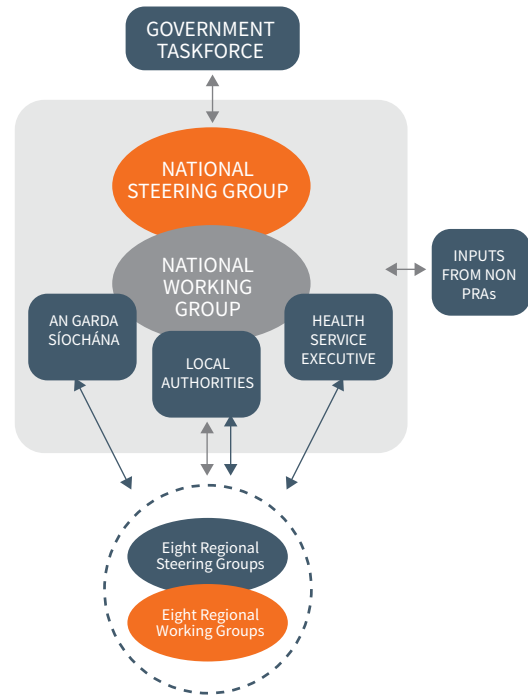 GOVERNMENT
TASKFORCE
NATIONAL
STEERING GROUP
NATIONAL
WORKING
GROUP
INPUTS
FROM NON
PRAs
AN GARDA
SÍOCHÁNA
LOCAL
AUTHORITIES
HEALTH
SERVICE
EXECUTIVE
Eight Regional
Steering Groups
Eight Regional
Working Groups